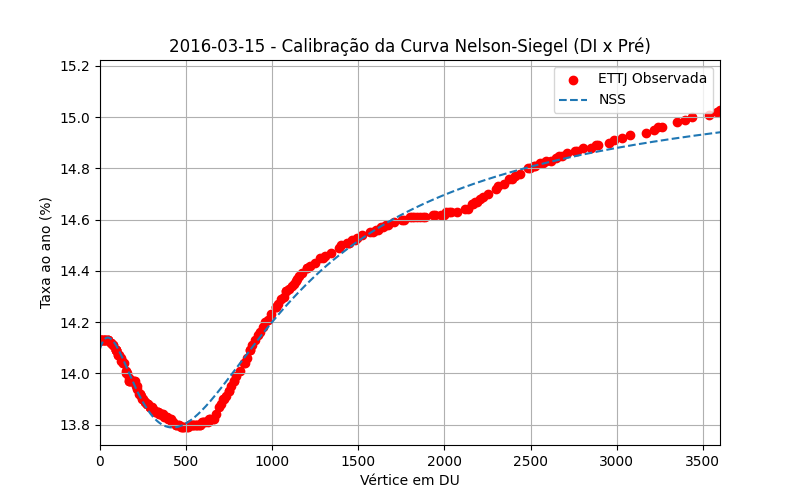 2016-03-15 - Calibração da Curva Nelson-Siegel (DI x Pré)
ETTJ Observada
NSS
Taxa ao ano (%)
15.2
15.0
14.8
14.6
14.4
14.2
14.0
13.8
0 500 1000 1500 2000 2500 3000 3500
Vértice em DU